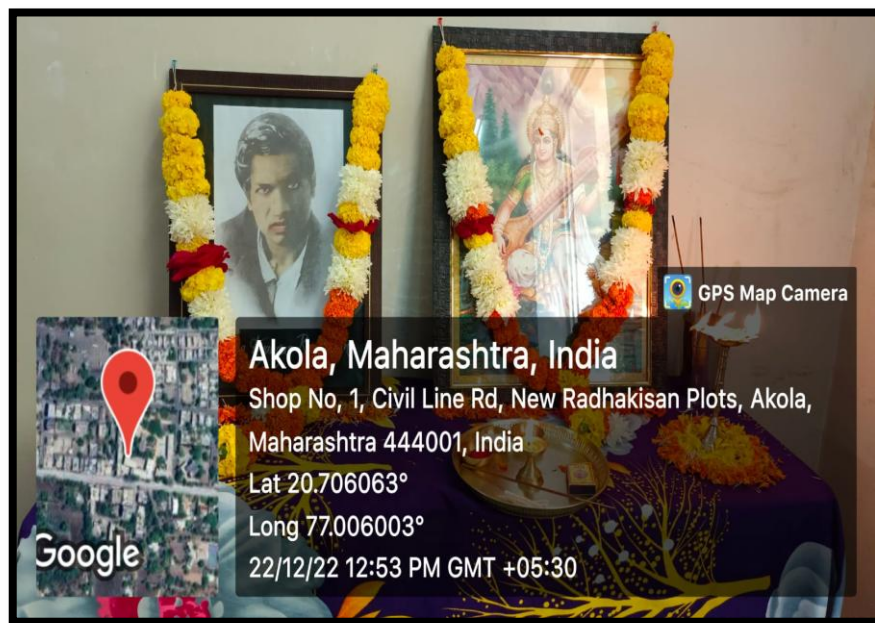 GPS Map Camera
Akola, Maharashtra, India
Shop No, 1, Civil Line Rd, New Radhakisan Plots, Akola,
Maharashtra 444001, India
Lat 20.706063°
Long 77.006003°
22/12/22 12:53 PM GMT +05:30
Google